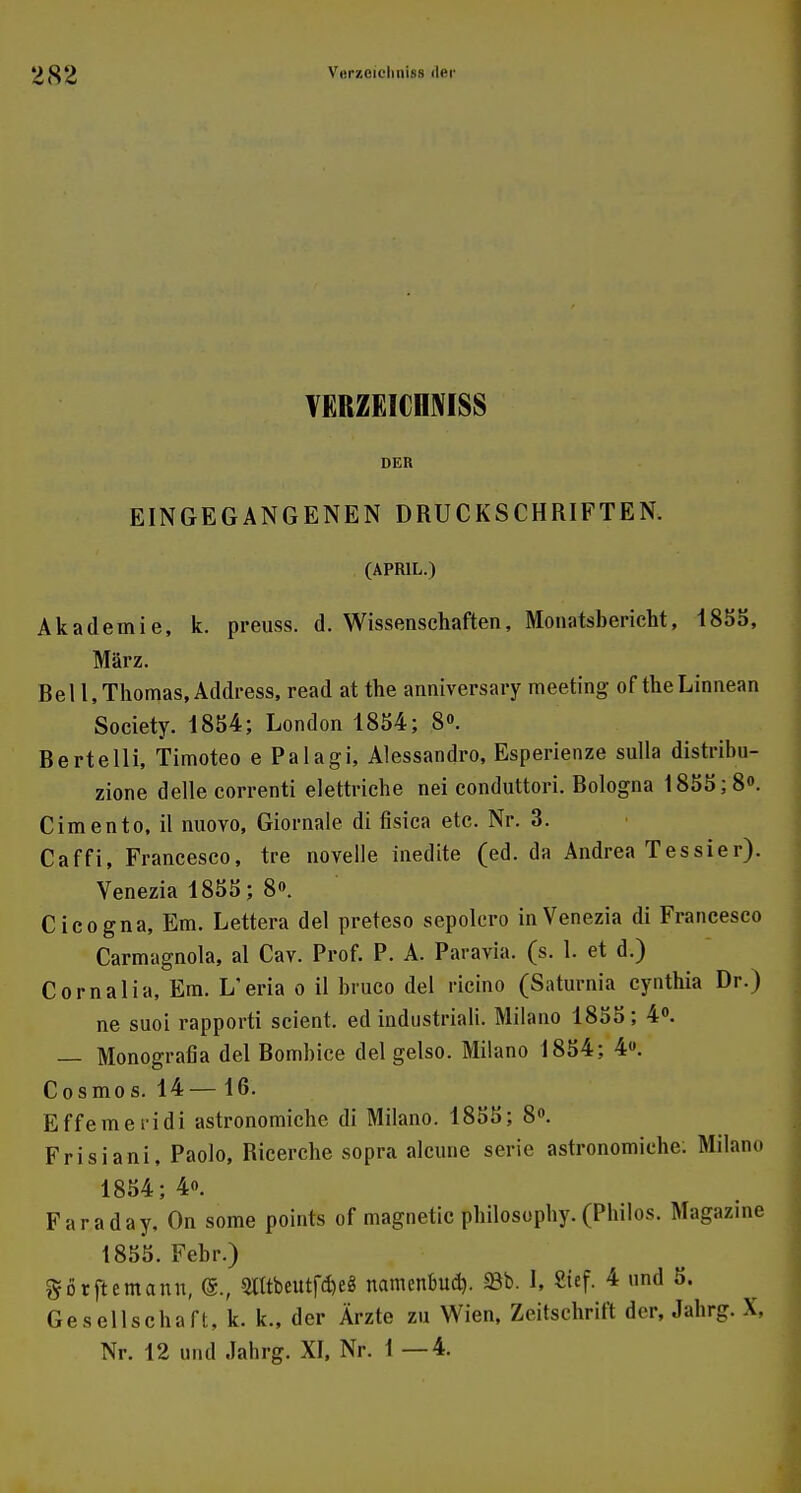 282 Verzeichniss der
VERZEICHNISS
DER
EINGEGANGENEN DRUCKSCHRIFTEN.
(APRIL.)
Akademie, k. preuss. d. Wissenschaften, Monatsbericht, 1855,
März.
Bell, Thomas, Address, read at the anniversary meeting of the Linnean
Society. 1854; London 1854; 8º.
Bertelli, Timoteo e Palagi, Alessandro, Esperienze sulla distribu-
zione delle correnti elettriche nei conduttori. Bologna 1855; 8º.
Cimento, il nuovo, Giornale di fisica etc. Nr. 3.
Caffi, Francesco, tre novelle inedite (ed. da Andrea Tessier).
Venezia 1855; 8º.
Cicogna, Em. Lettera del preteso sepolcro in Venezia di Francesco
Carmagnola, al Cav. Prof. P. A. Paravia. (s. l. et d.)
Cornalia, Em. L'eria o il bruco del ricino (Saturnia cynthia Dr.)
ne suoi rapporti scient. ed industriali. Milano 1855; 4º.
— Monografia del Bombice del gelso. Milano 1854; 4º.
Cosmos. 14—16.
Effemeridi astronomiche di Milano. 1855; 8º.
Frisiani, Paolo, Ricerche sopra alcune serie astronomiche. Milano
1854; 4º.
Faraday, On some points of magnetic philosophy. (Philos. Magazine
1855. Febr.)
Förstemann, E., Altdeutsches namenbuch. Bd. I, Lief. 4 und 5.
Gesellschaft, k. k., der Ärzte zu Wien, Zeitschrift der, Jahrg. X,
Nr. 12 und Jahrg. XI, Nr. 1—4.